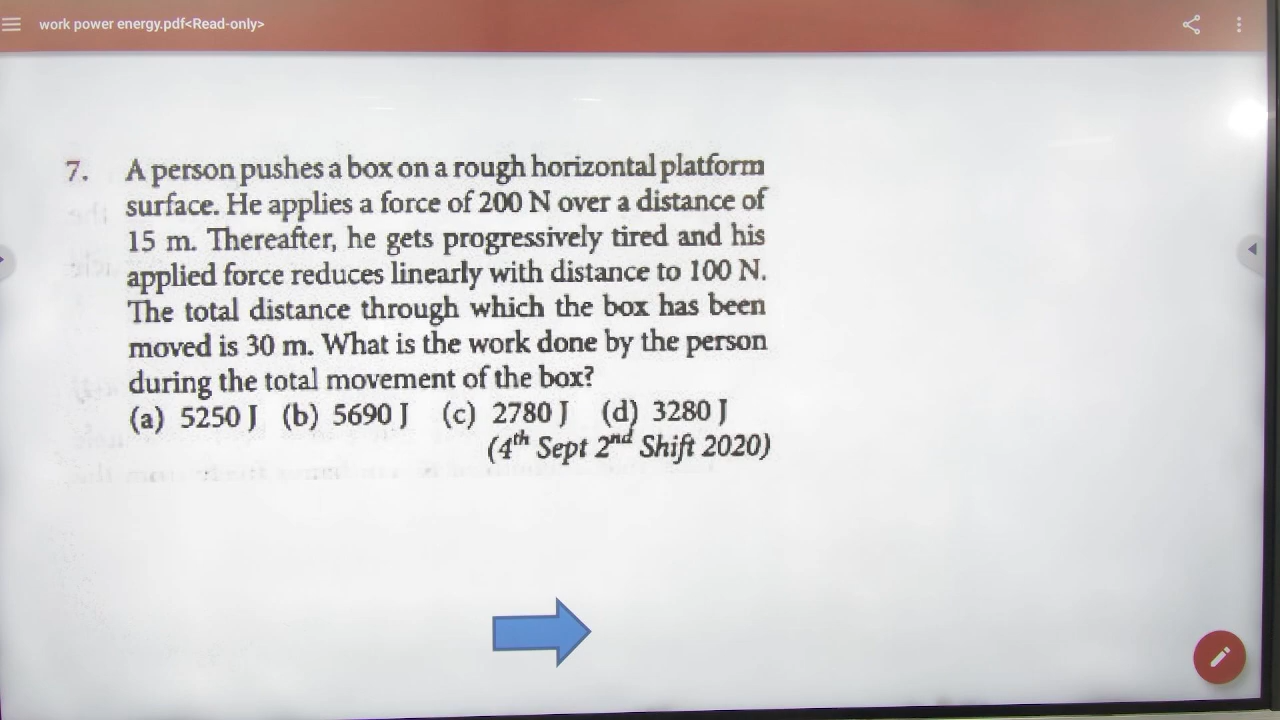 work power energy.pdf<Read-only>
7. A person pushes a box on a rough horizontal platform
surface. He applies a force of 200 N over a distance of
15 m. Thereafter, he gets progressively tired and his
applied force reduces linearly with distance to 100 N.
The total distance through which the box has been
moved is 30 m. What is the work done by the person
during the total movement of the box?
(a) 5250 J (b) 5690 J (c) 2780 J (d) 3280 J
(4th Sept 2nd Shift 2020)